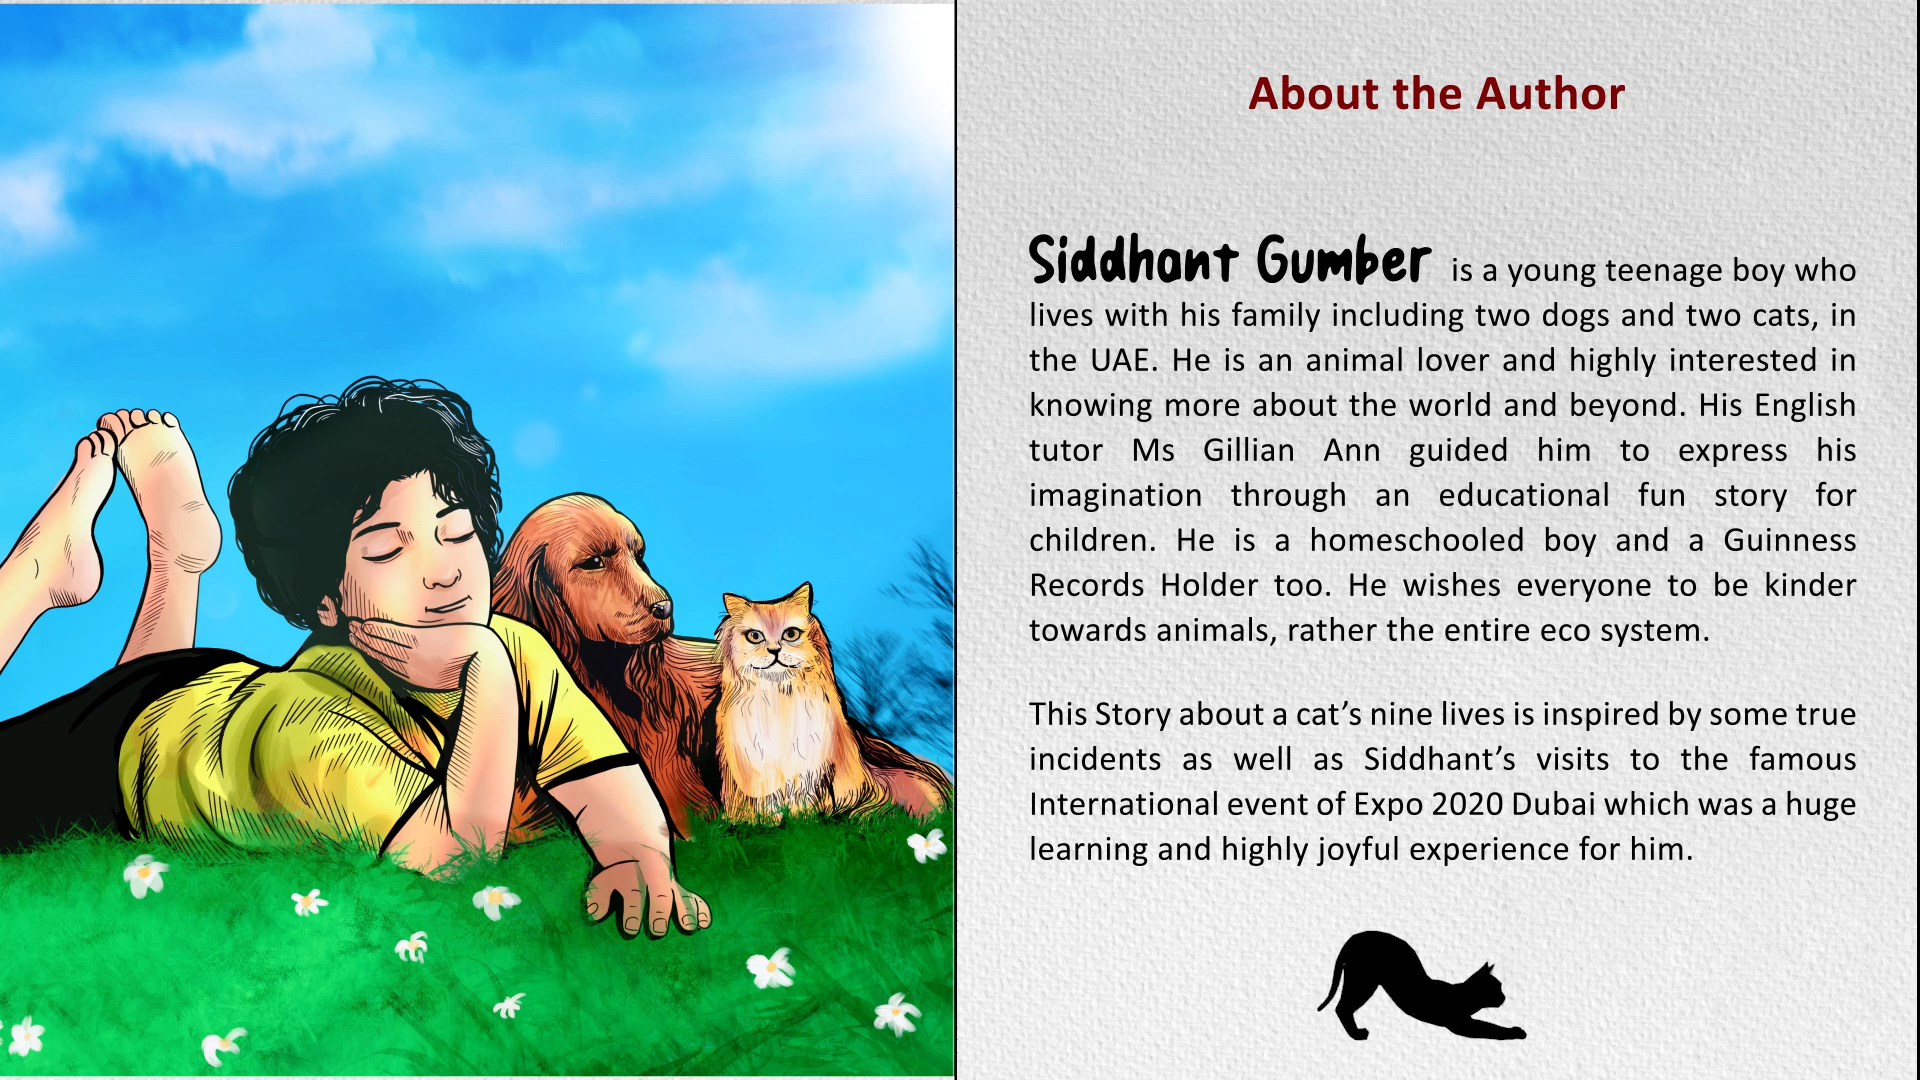 About the Author
Siddhant Gumber is a young teenage boy who
lives with his family including two dogs and two cats, in
the UAE. He is an animal lover and highly interested in
knowing more about the world and beyond. His English
tutor Ms Gillian Ann guided him to express his
imagination through an educational fun story for
children. He is a homeschooled boy and a Guinness
Records Holder too. He wishes everyone to be kinder
towards animals, rather the entire eco system.
This Story about a cat’s nine lives is inspired by some true
incidents as well as Siddhant’s visits to the famous
International event of Expo 2020 Dubai which was a huge
learning and highly joyful experience for him.